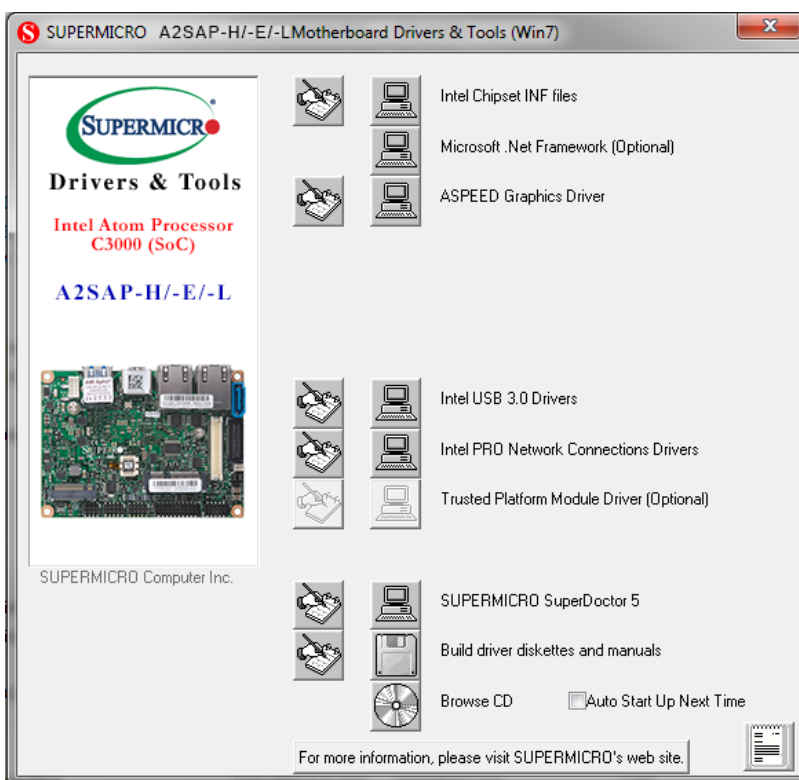 SUPERMICRO A2SAP-H/-E/-LMotherboard Drivers & Tools (Win7)
SUPERMICR
Drivers & Tools
Intel Atom Processor
C3000 (SoC)
A2SAP-H/-E/-L
SUPERMICRO Computer Inc.
Intel Chipset INF files
Microsoft .Net Framework (Optional)
ASPEED Graphics Driver
Intel USB 3.0 Drivers
Intel PRO Network Connections Drivers
Trusted Platform Module Driver (Optional)
SUPERMICRO SuperDoctor 5
Build driver diskettes and manuals
Browse CD
Auto Start Up Next Time
For more information, please visit SUPERMICRO's web site.